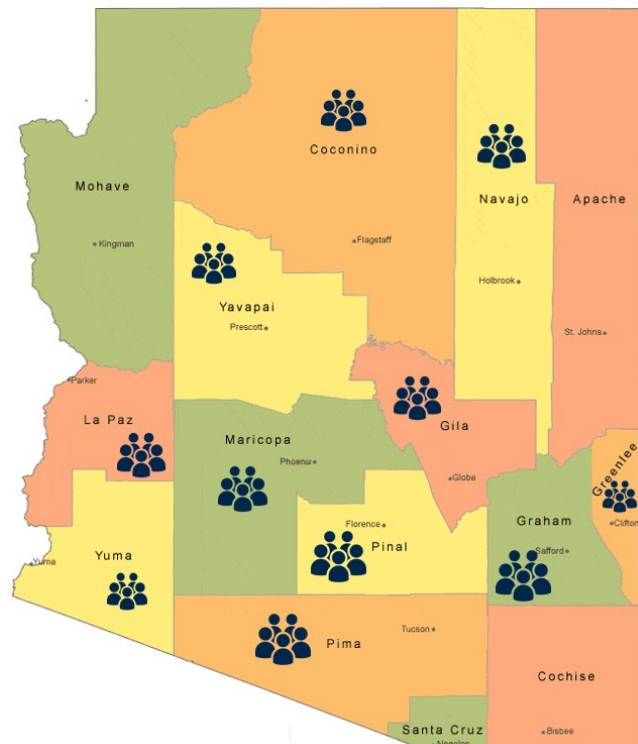 Coconino
Mohave
Navajo
Apache
Kingman
Flagstaff
Holbrook
Yavapai
Prescott
St. Johns
Parker
La Paz
Maricopa
Gila
Phoenix
Globe
Greenlee
Florence
Graham
Clifton
Yuma
Pinal
Safford
Yuma
Tucson
Pima
Cochise
Santa Cruz
Bisbee